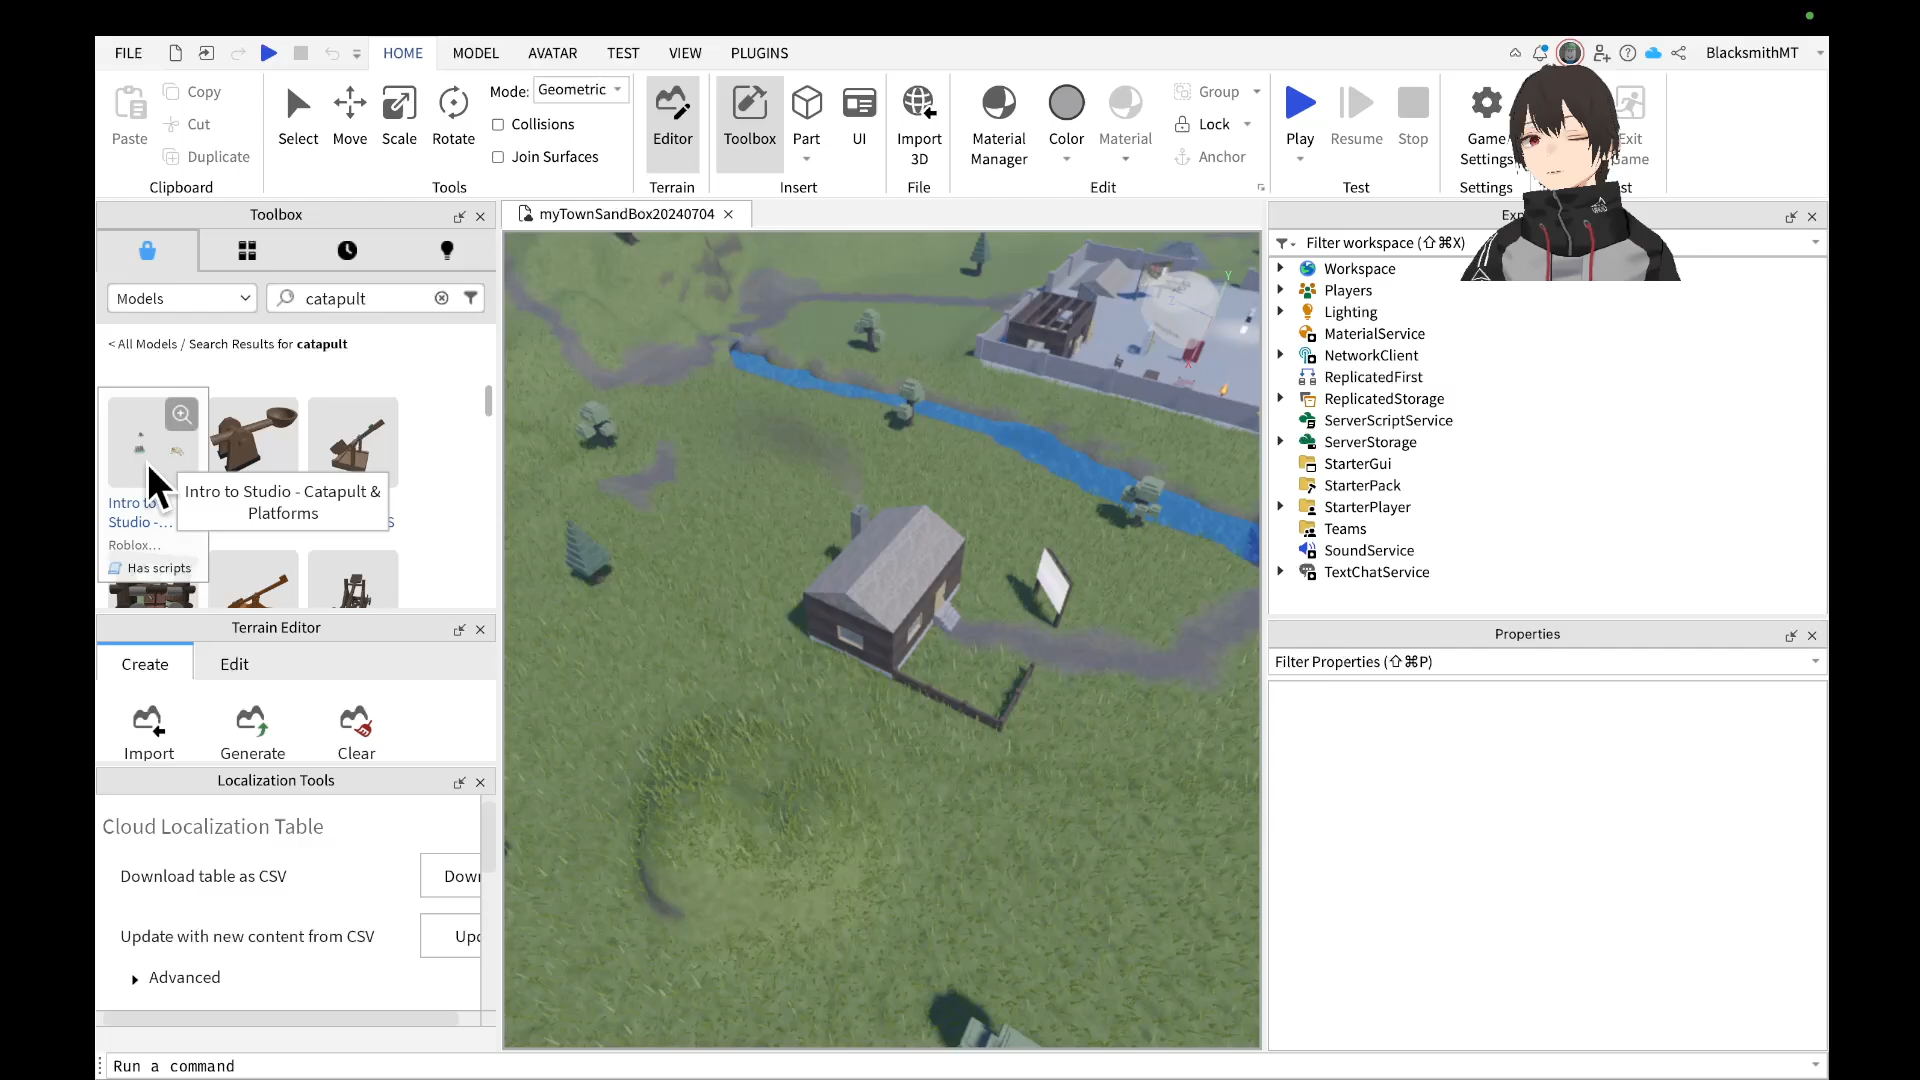 FILE HOME MODEL AVATAR TEST VIEW PLUGINS BlacksmithMT
Paste
Copy
Cut
Duplicate
Clipboard
Select Move Scale Rotate
Mode: Geometric
Collisions
Join Surfaces
Tools
Editor
Terrain
Toolbox Part UI
Insert
Import
3D
File
Material
Manager
Color
Material
Group
Lock
Anchor
Edit
Play Resume Stop
Test
Game
Settings
Settings
Toolbox
Models
catapult
< All Models / Search Results for catapult
Intro to Studio - Catapult &
Platforms
Intro to
Studio -...
Roblox...
Has scripts
S
Terrain Editor
Create Edit
Import Generate Clear
Localization Tools
Cloud Localization Table
Download table as CSV
Update with new content from CSV
Advanced
myTownSandBox20240704
Y
Z
X
Filter workspace (⇧⌘X)
Workspace
Players
Lighting
MaterialService
NetworkClient
ReplicatedFirst
ReplicatedStorage
ServerScriptService
ServerStorage
StarterGui
StarterPack
StarterPlayer
Teams
SoundService
TextChatService
Properties
Filter Properties (⇧⌘P)
Run a command